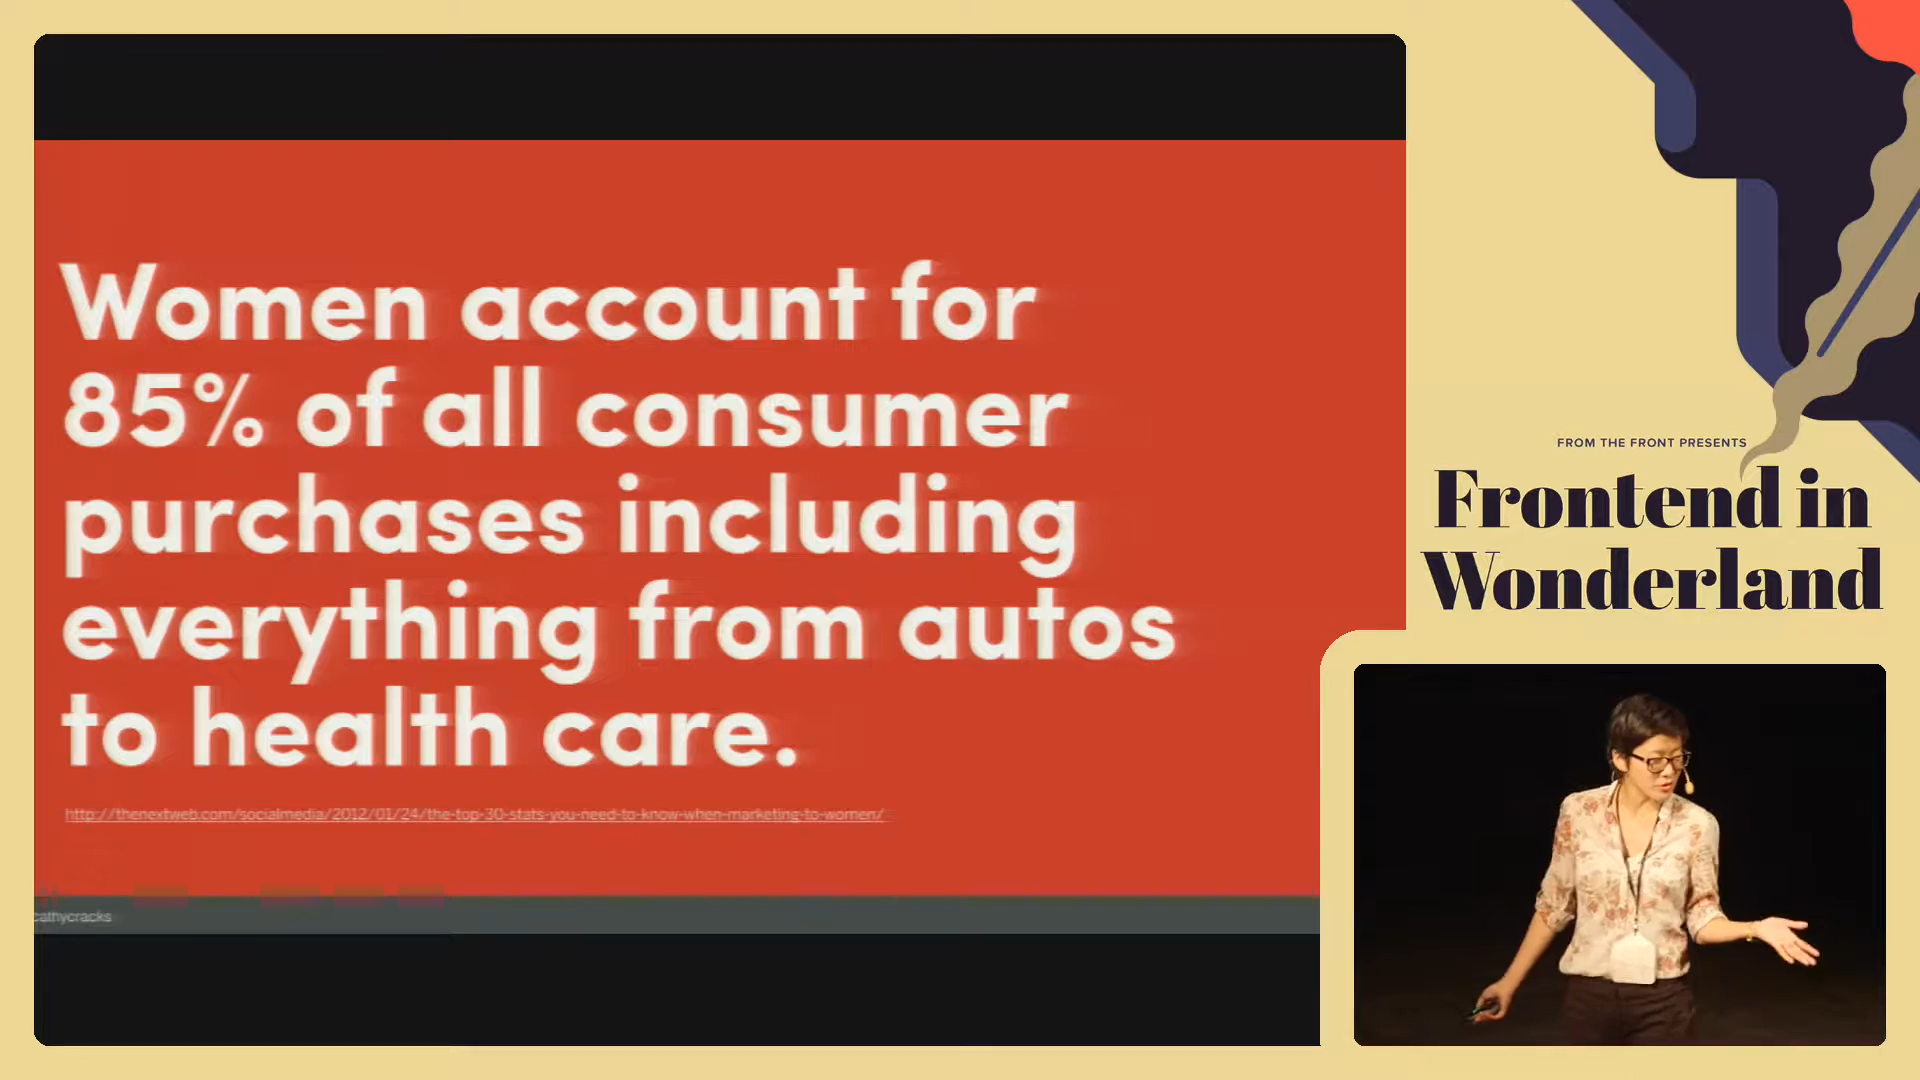 Women account for
85% of all consumer
purchases including
everything from autos
to health care.
http://thenextweb.com/socialmedia/2012/01/24/the-top-30-stats-you-need-to-know-when-marketing-to-women/
cathycracks
FROM THE FRONT PRESENTS
Frontend in
Wonderland